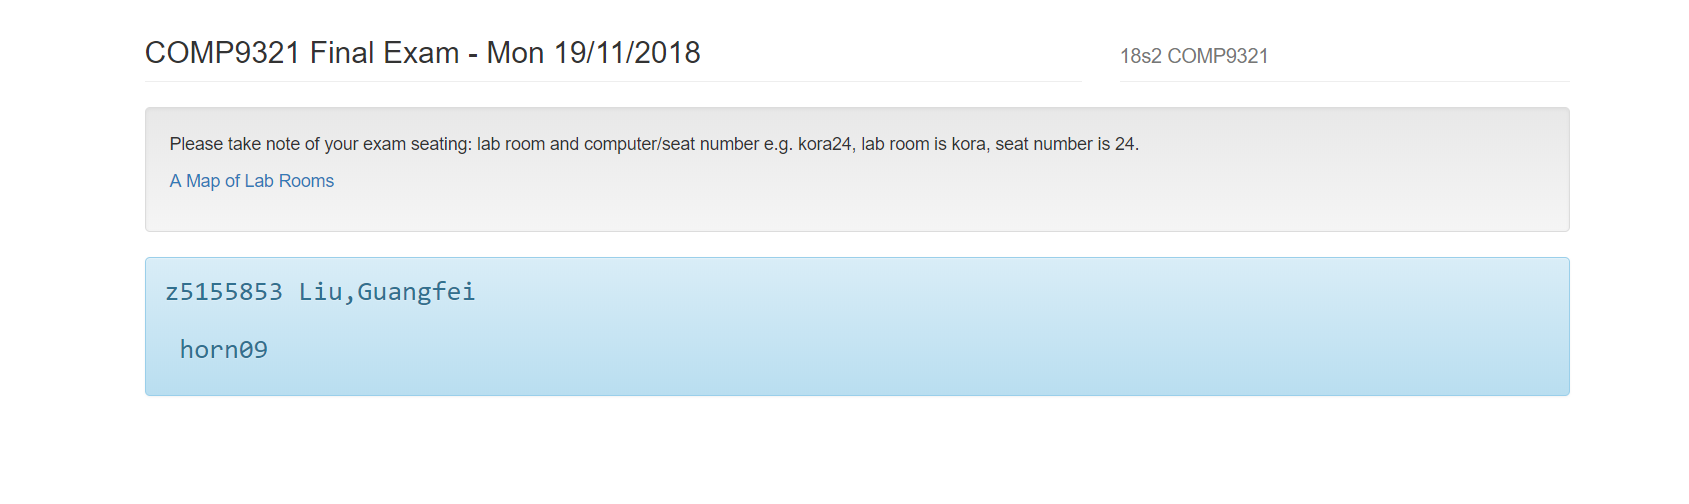 COMP9321 Final Exam - Mon 19/11/2018
18s2 COMP9321
Please take note of your exam seating: lab room and computer/seat number e.g. kora24, lab room is kora, seat number is 24.
A Map of Lab Rooms
z5155853 Liu,Guangfei
horn09